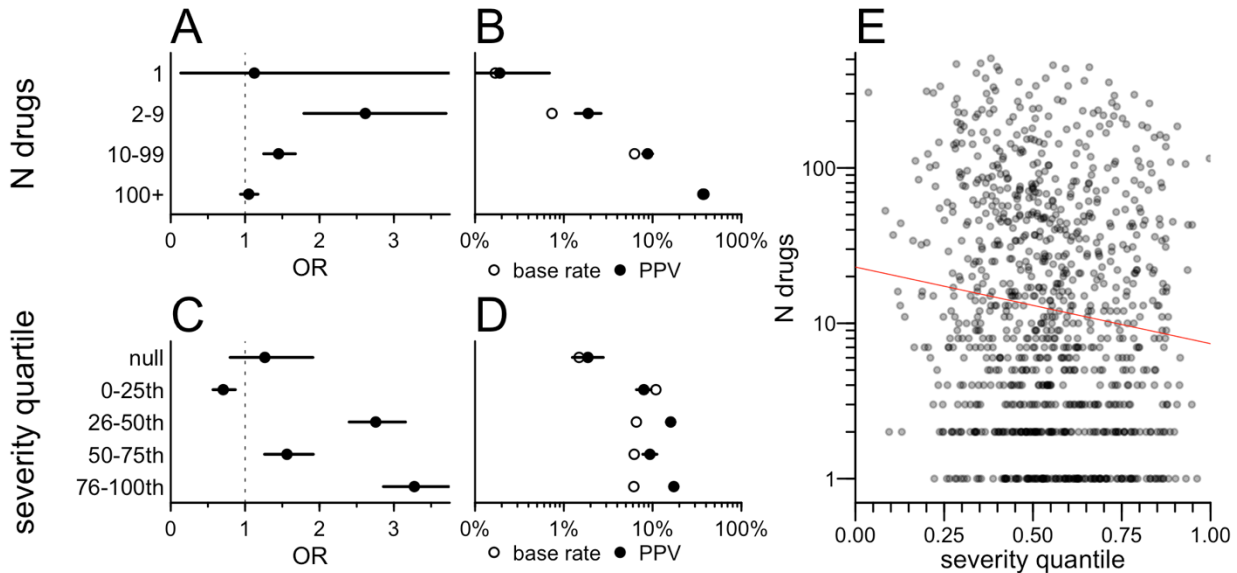 A
B
E
N drugs
1
2-9
10-99
100+
0 1 2 3
OR
0% 1% 10% 100%
base rate PPV
C
D
severity quartile
null
0-25th
26-50th
50-75th
76-100th
0 1 2 3
OR
0% 1% 10% 100%
base rate PPV
N drugs
100
10
1
0.00 0.25 0.50 0.75 1.00
severity quantile